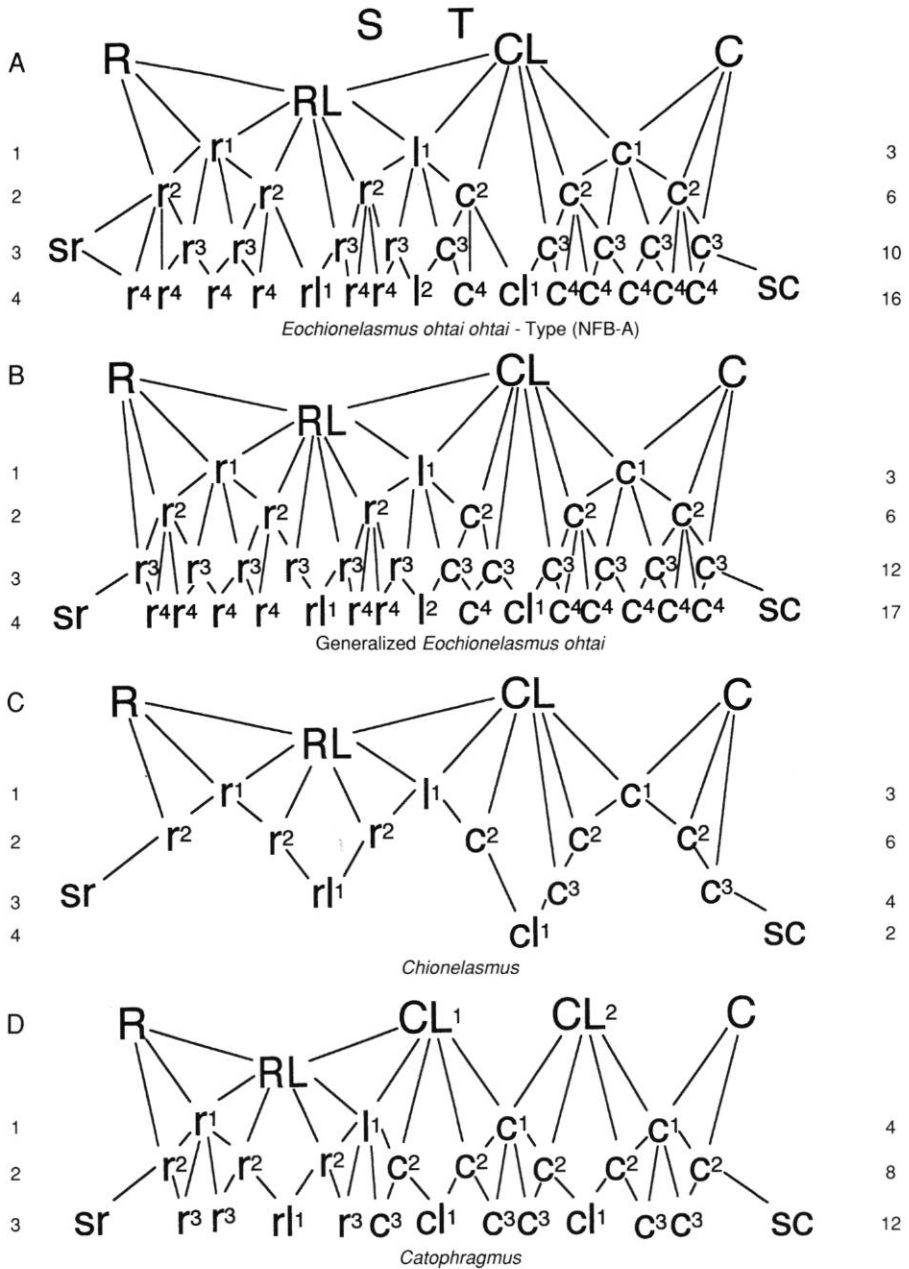 S T
A R CL C
RL
1 r¹ l¹ c¹ 3
2 r² r² r² c² c² c² 6
3 sr r³ r³ r³ r³ c³ c³ c³ c³ c³ 10
4 r⁴ r⁴ r⁴ r⁴ rl¹ r⁴ r⁴ l² c⁴ cl¹ c⁴ c⁴ c⁴ c⁴ c⁴ sc 16
Eochionelasmus ohtai ohtai - Type (NFB-A)
B R CL C
RL
1 r¹ l¹ c¹ 3
2 r² r² r² c² c² c² 6
3 r³ r³ r³ r³ r³ r³ c³ c³ c³ c³ c³ c³ 12
4 sr r⁴ r⁴ r⁴ r⁴ rl¹ r⁴ r⁴ l² c⁴ cl¹ c⁴ c⁴ c⁴ c⁴ c⁴ sc 17
Generalized Eochionelasmus ohtai
C R CL C
RL
1 r¹ l¹ c¹ 3
2 r² r² r² c² c² c² 6
3 sr rl¹ c³ c³ 4
4 cl¹ sc 2
Chionelasmus
D R CL¹ CL² C
RL
1 r¹ l¹ c¹ c¹ 4
2 r² r² r² c² c² c² c² c² 8
3 sr r³ r³ rl¹ r³ c³ cl¹ c³ c³ cl¹ c³ c³ sc 12
Catophragmus